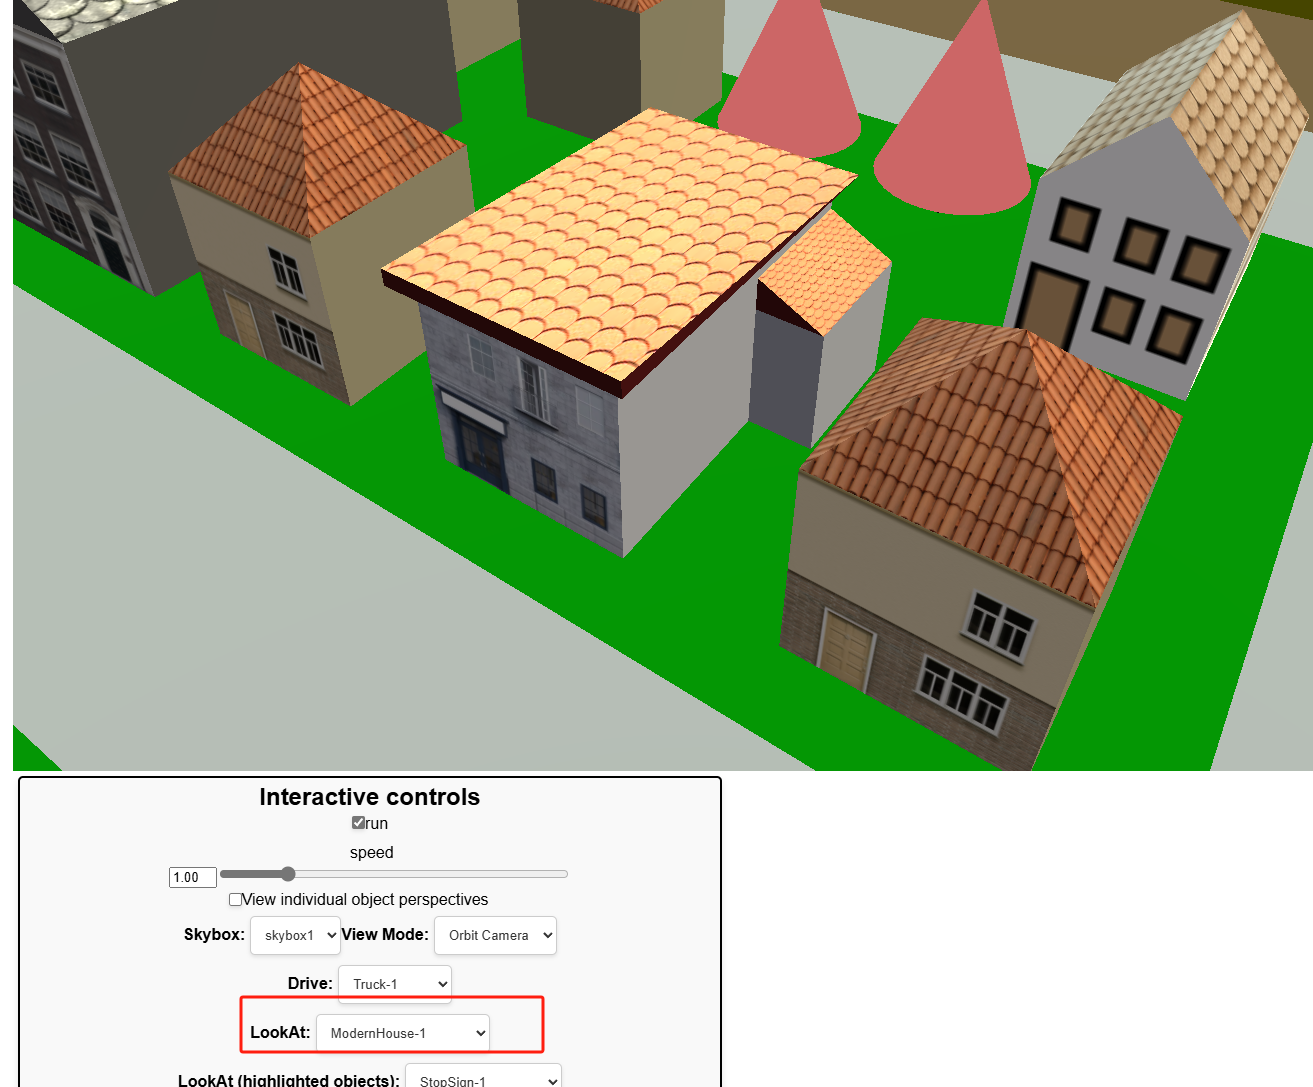 Interactive controls
run
speed
1.00
View individual object perspectives
Skybox: skybox1 View Mode: Orbit Camera
Drive: Truck-1
LookAt: ModernHouse-1
LookAt (highlighted objects): StopSign-1